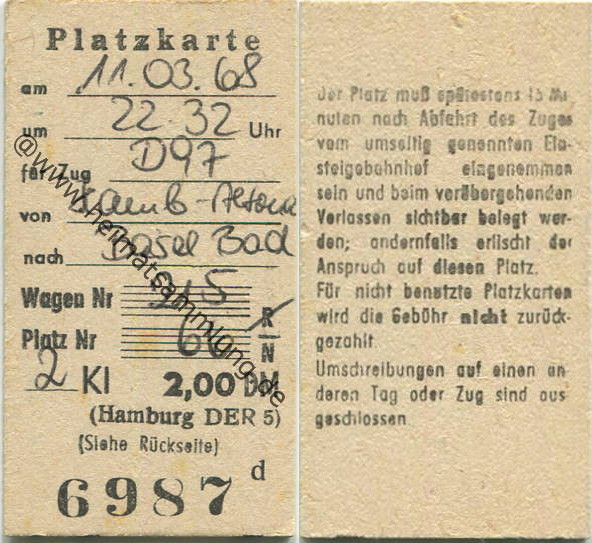 Platzkarte
am 11.03.68
um 22.32 Uhr
für Zug D97
von Hamb-Altona
nach Basel Bad
Wagen Nr 215
Platz Nr R/N
2 Kl 2,00 DM
(Hamburg DER 5)
(Siehe Rückseite)
6987 d
@www.heimatsammlung.de
Der Platz muß spätestens 15 Mi
nuten nach Abfahrt des Zuges
vom umseitig genannten Ein-
steigebahnhof eingenommen
sein und beim vorübergehenden
Verlassen sichtbar belegt wer-
den; andernfalls erlischt der
Anspruch auf diesen Platz.
Für nicht benutzte Platzkarten
wird die Gebühr nicht zurück-
gezahlt
Umschreibungen auf einen an
deren Tag oder Zug sind aus
geschlossen